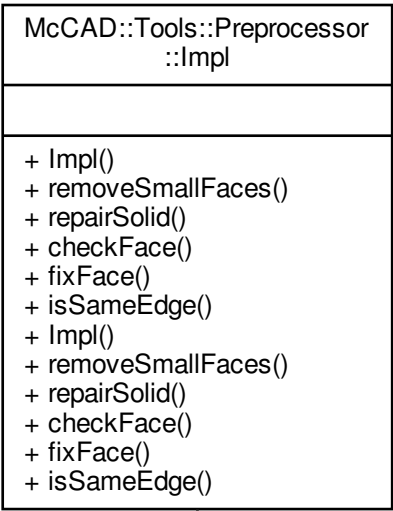 McCAD::Tools::Preprocessor
::Impl
+ Impl()
+ removeSmallFaces()
+ repairSolid()
+ checkFace()
+ fixFace()
+ isSameEdge()
+ Impl()
+ removeSmallFaces()
+ repairSolid()
+ checkFace()
+ fixFace()
+ isSameEdge()